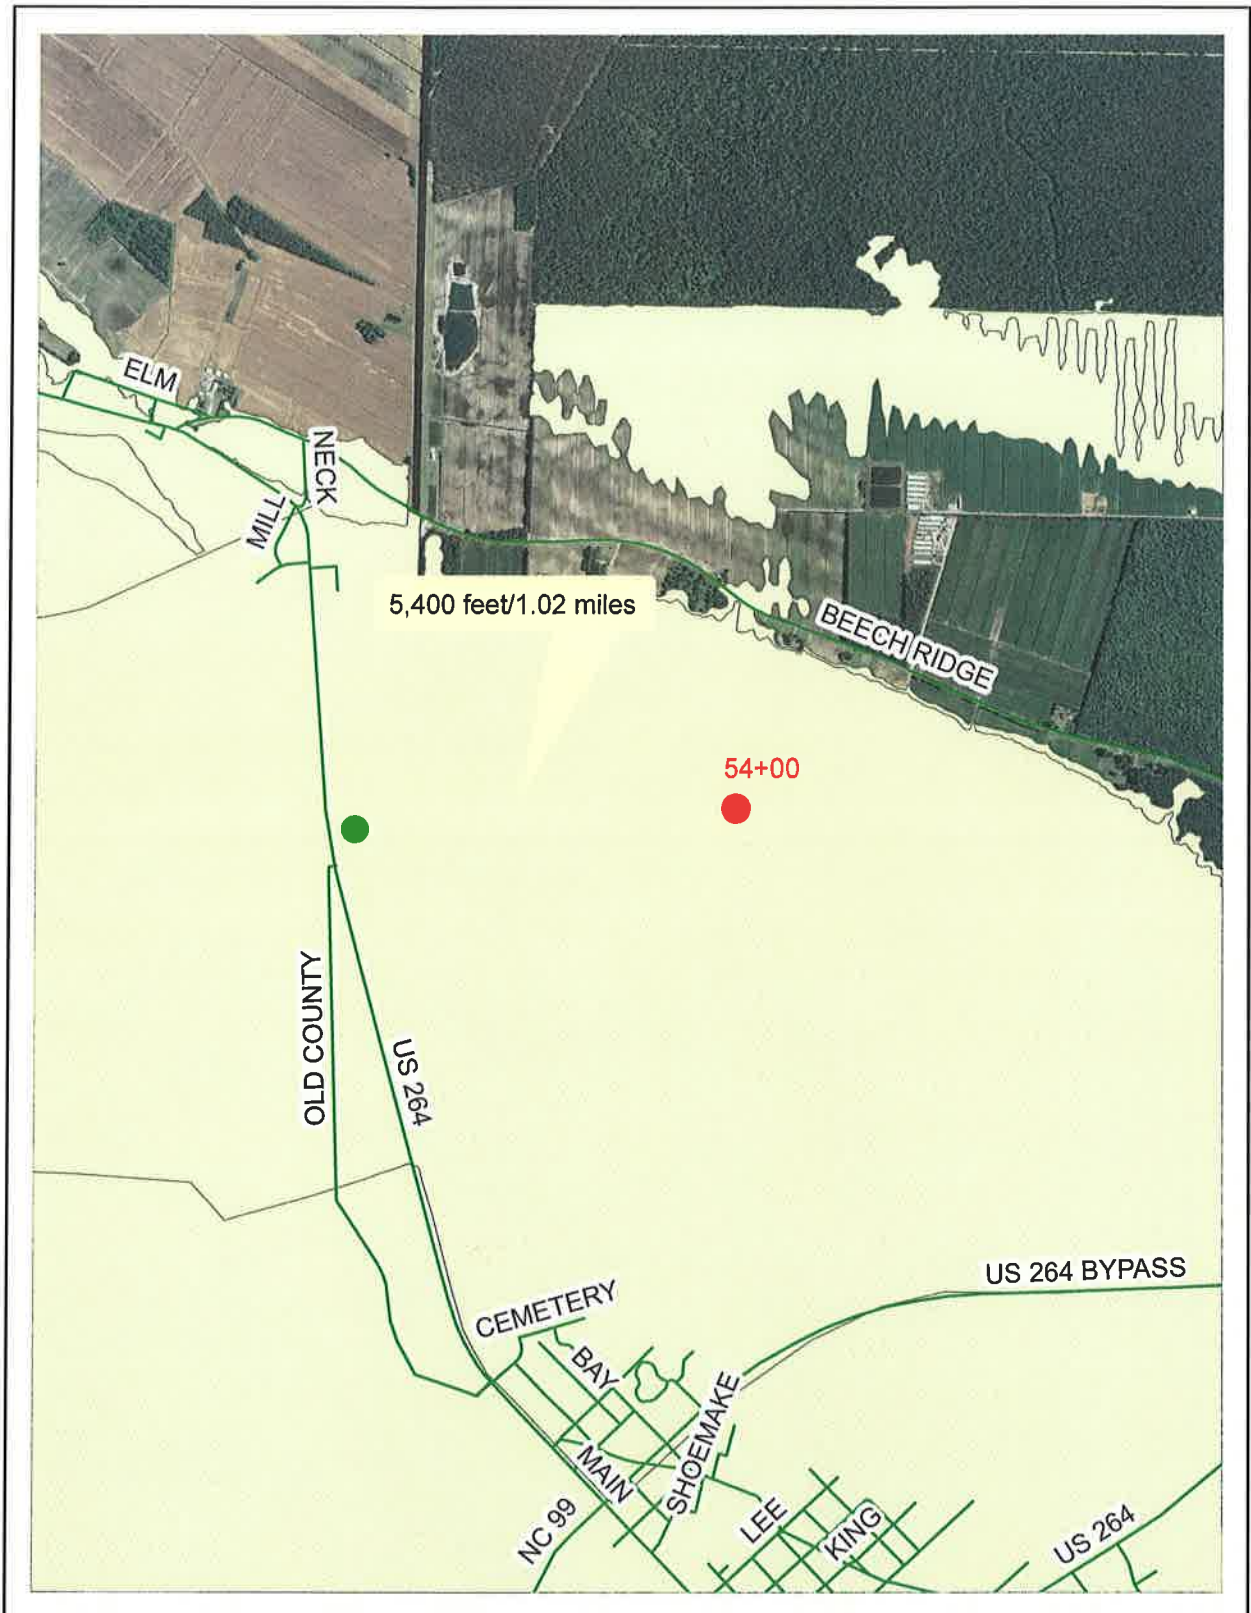 ELM
NECK
MILL
5,400 feet/1.02 miles
BEECH RIDGE
54+00
OLD COUNTY
US 264
US 264 BYPASS
CEMETERY
BAY
SHOEMAKE
MAIN
NC 99
LEE
KING
US 264